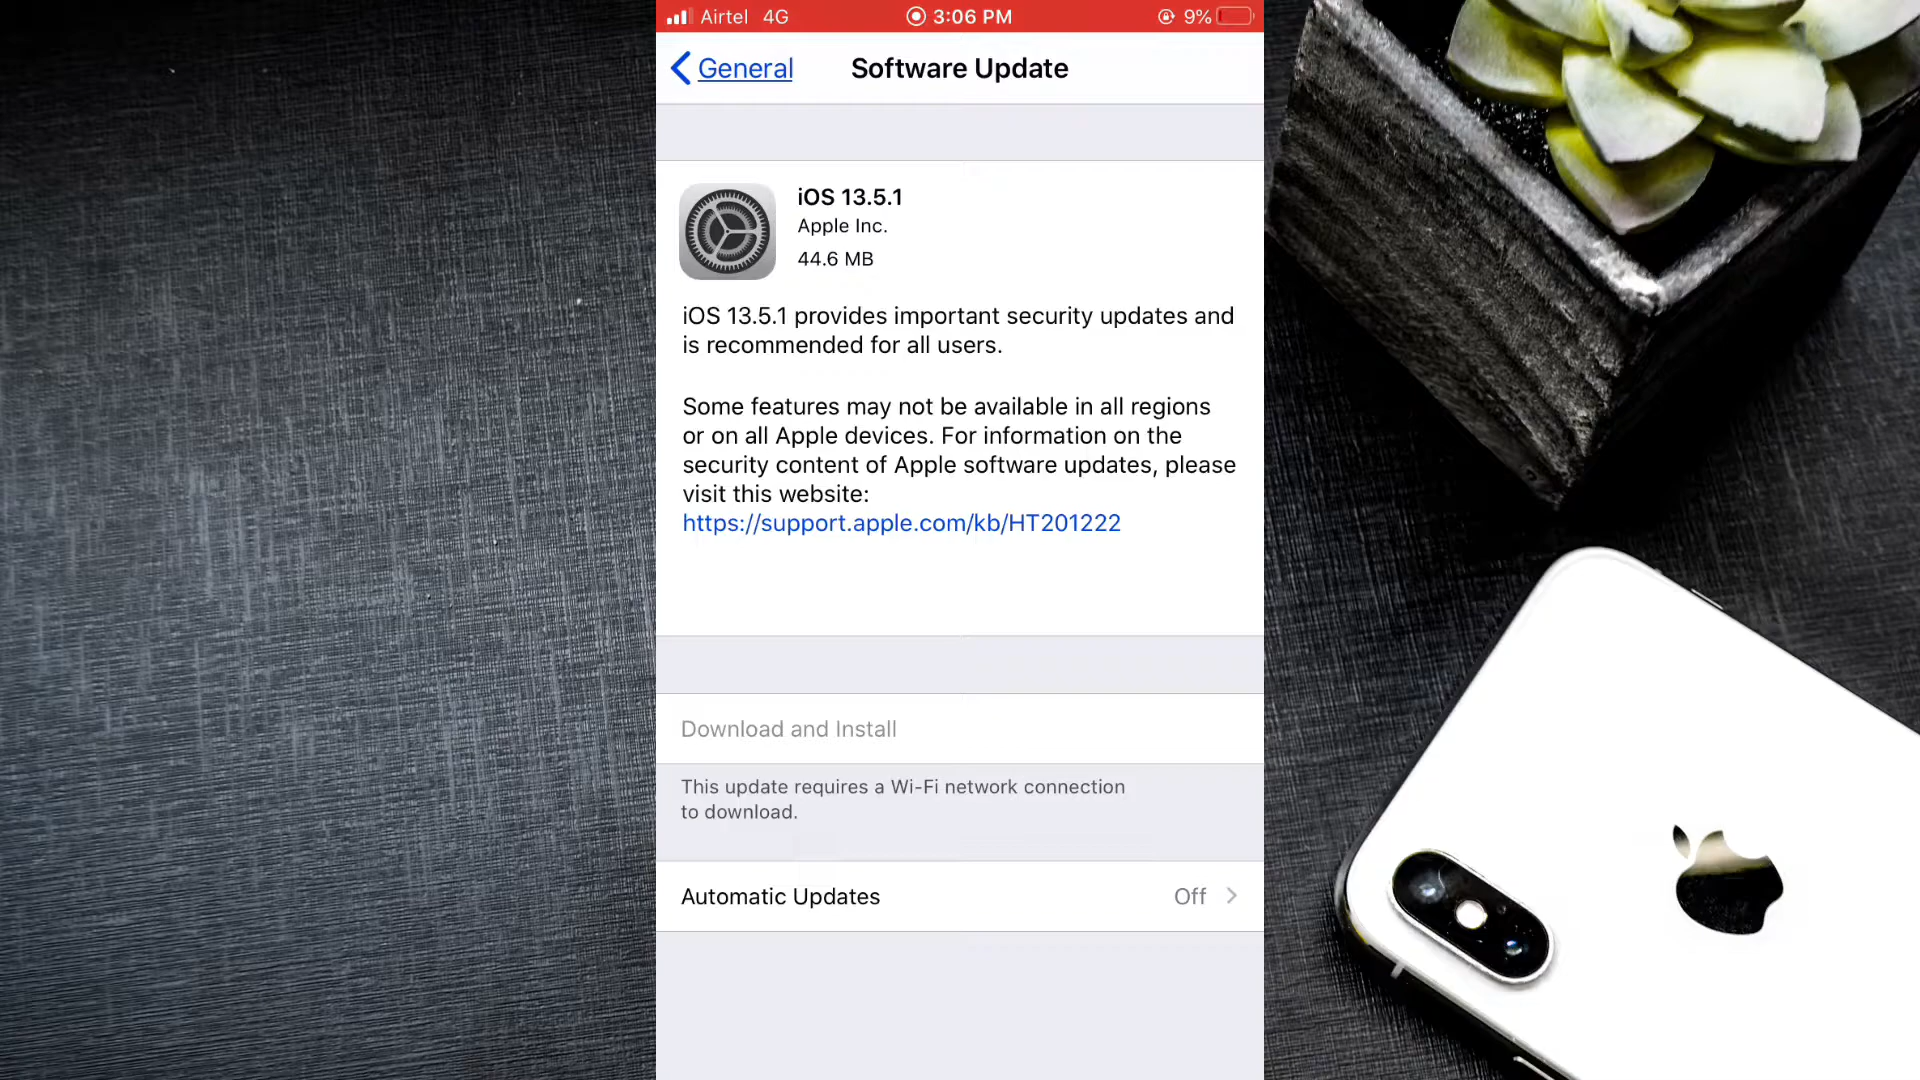 Airtel 4G 3:06 PM 9%
General Software Update
iOS 13.5.1
Apple Inc.
44.6 MB
iOS 13.5.1 provides important security updates and
is recommended for all users.
Some features may not be available in all regions
or on all Apple devices. For information on the
security content of Apple software updates, please
visit this website:
https://support.apple.com/kb/HT201222
Download and Install
This update requires a Wi-Fi network connection
to download.
Automatic Updates Off